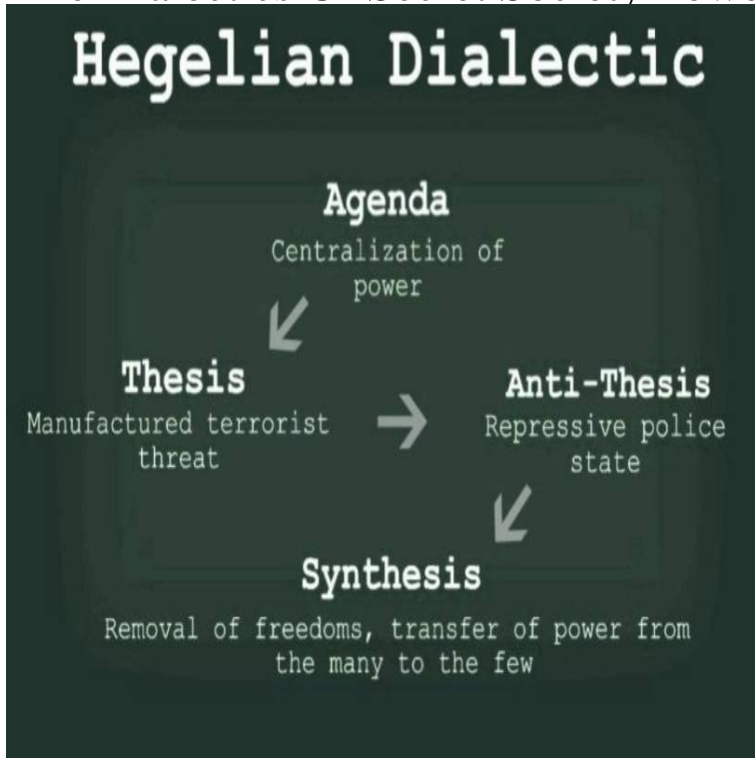 Hegelian Dialectic
Agenda
Centralization of
power
Thesis
Manufactured terrorist
threat
Anti-Thesis
Repressive police
state
Synthesis
Removal of freedoms, transfer of power from
the many to the few